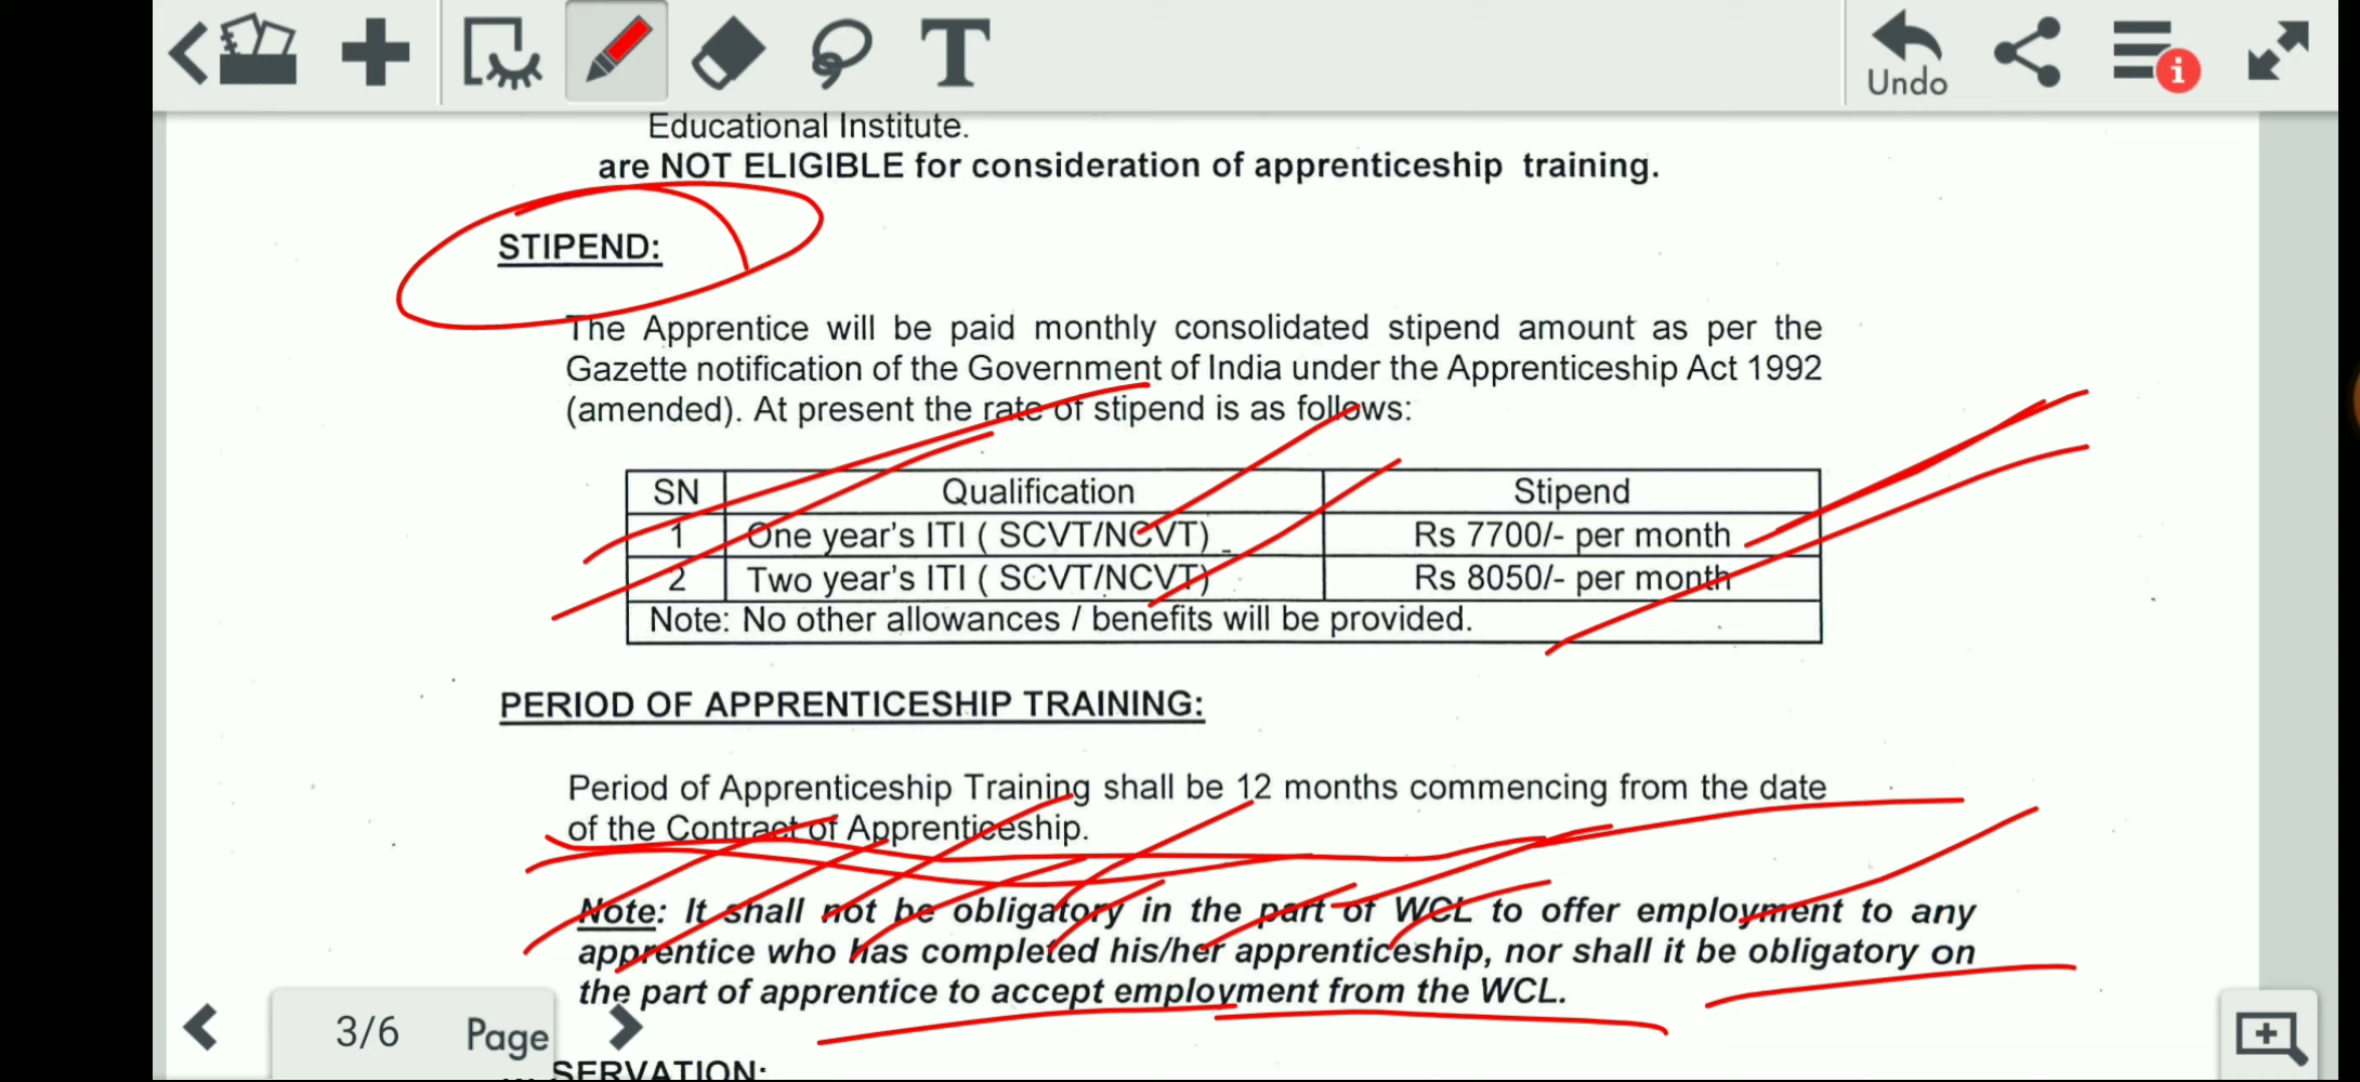 Undo
Educational Institute.
are NOT ELIGIBLE for consideration of apprenticeship training.
STIPEND:
The Apprentice will be paid monthly consolidated stipend amount as per the
Gazette notification of the Government of India under the Apprenticeship Act 1992
(amended). At present the rate of stipend is as follows:
SN Qualification Stipend
1 One year's ITI ( SCVT/NCVT) Rs 7700/- per month
2 Two year's ITI ( SCVT/NCVT) Rs 8050/- per month
Note: No other allowances / benefits will be provided.
PERIOD OF APPRENTICESHIP TRAINING:
Period of Apprenticeship Training shall be 12 months commencing from the date
of the Contract of Apprenticeship.
Note: It shall not be obligatory in the part of WCL to offer employment to any
apprentice who has completed his/her apprenticeship, nor shall it be obligatory on
the part of apprentice to accept employment from the WCL.
3/6 Page
SERVATION: